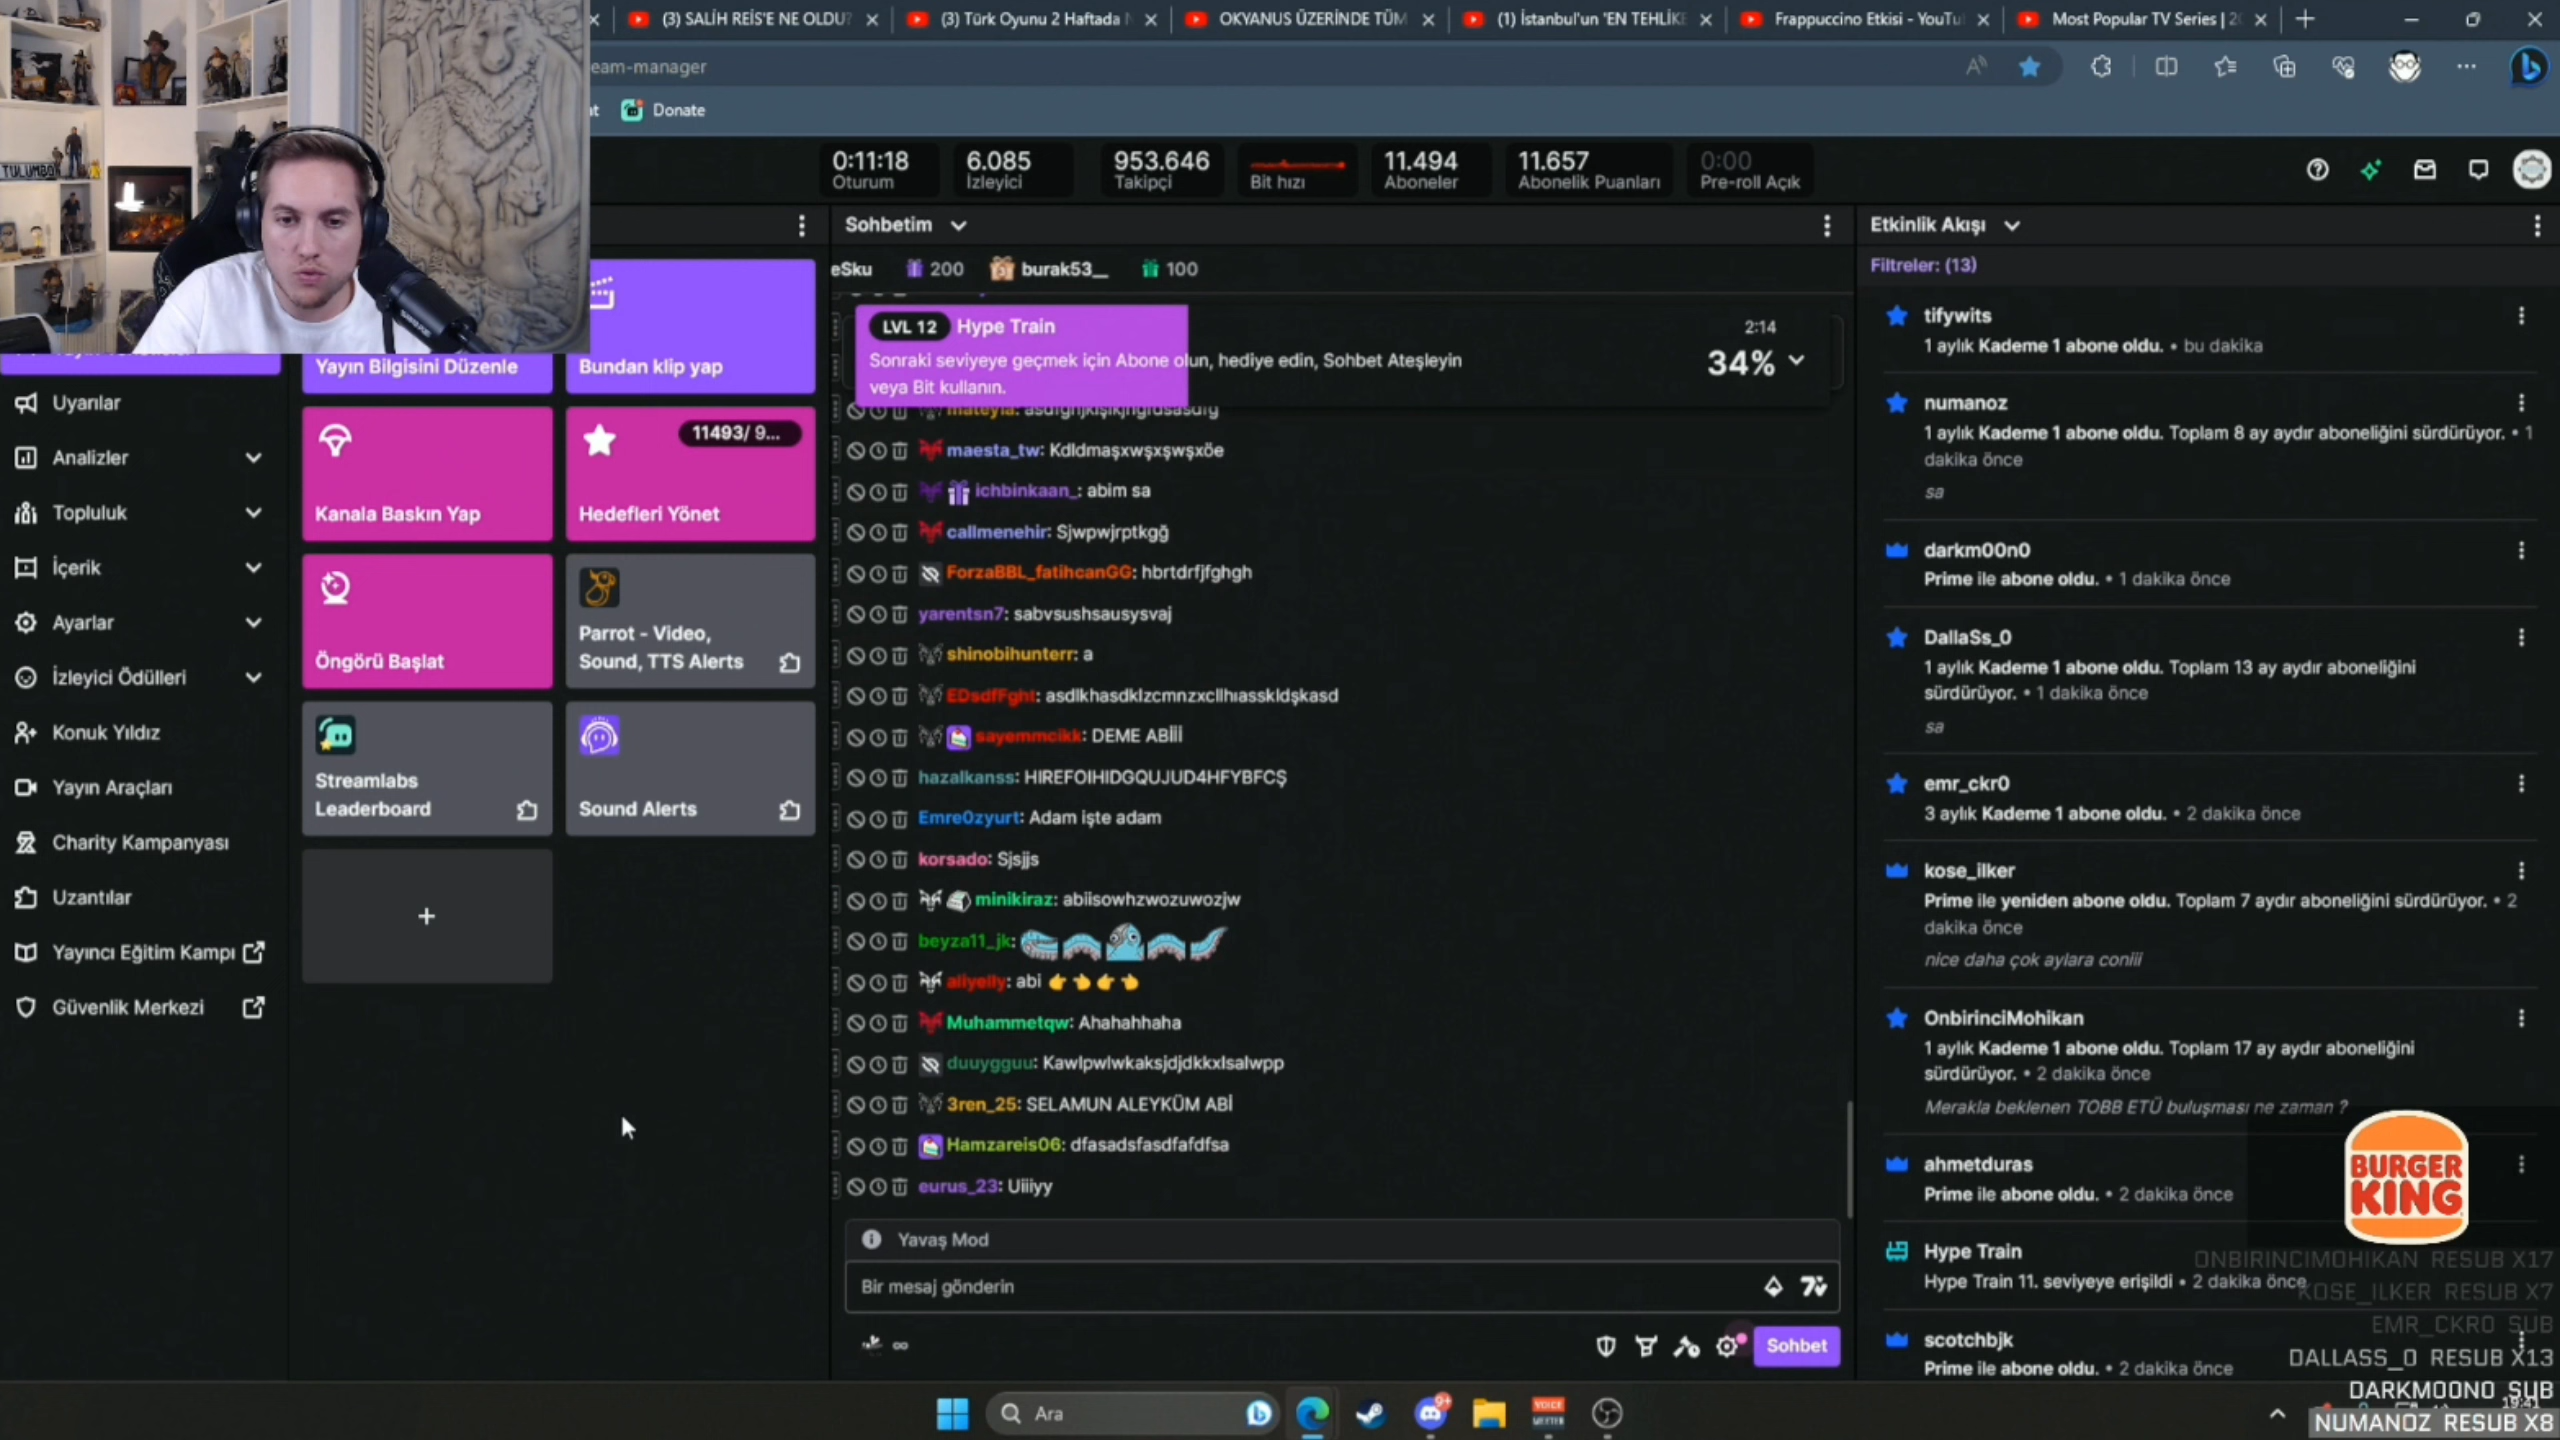 (3) SALİH REİS'E NE OLDU?
(3) Türk Oyunu 2 Haftada
OKYANUS ÜZERİNDE TÜM
(1) İstanbul'un 'EN TEHLİKE
Frappuccino Etkisi - YouTu
Most Popular TV Series | 2
eam-manager
at
Donate
TULUMBO
0:11:18
Oturum
6.085
İzleyici
953.646
Takipçi
Bit hızı
11.494
Aboneler
11.657
Abonelik Puanları
0:00
Pre-roll Açık
Uyarılar
Analizler
Topluluk
İçerik
Ayarlar
İzleyici Ödülleri
Konuk Yıldız
Yayın Araçları
Charity Kampanyası
Uzantılar
Yayıncı Eğitim Kampı
Güvenlik Merkezi
Yayın Bilgisini Düzenle
Bundan klip yap
Kanala Baskın Yap
11493/ 9...
Hedefleri Yönet
Öngörü Başlat
Parrot - Video,
Sound, TTS Alerts
Streamlabs
Leaderboard
Sound Alerts
+
Sohbetim
eSku
200
burak53__
100
LVL 12 Hype Train
2:14
Sonraki seviyeye geçmek için Abone olun, hediye edin, Sohbet Ateşleyin
veya Bit kullanın.
34%
maesta_tw: Kdldmaşxwşxşwşxöe
ichbinkaan_: abim sa
callmenehir: Sjwpwjrptkgğ
ForzaBBL_fatihcanGG: hbrtdrfjfghgh
yarentsn7: sabvsushsausysvaj
shinobihunterr: a
EDsdfFght: asdlkhasdklzcmnzxcllhıasskldşkasd
sayemmcikk: DEME ABİİİ
hazalkanss: HIREFOIHIDGQUJUD4HFYBFCŞ
Emre0zyurt: Adam işte adam
korsado: Sjsjjs
minikiraz: abiisowhzwozuwozjw
beyza11_jk:
aliyelly: abi 👉👈👉👈
Muhammetqw: Ahahahhaha
duuygguu: Kawlpwlwkaksjdjdkkxlsalwpp
3ren_25: SELAMUN ALEYKÜM ABİ
Hamzareis06: dfasadsfasdfafdfsa
eurus_23: Uiiiyy
Yavaş Mod
Bir mesaj gönderin
Sohbet
Etkinlik Akışı
Filtreler: (13)
tifywits
1 aylık Kademe 1 abone oldu. • bu dakika
numanoz
1 aylık Kademe 1 abone oldu. Toplam 8 ay aydır aboneliğini sürdürüyor. • 1
dakika önce
sa
darkm00n0
Prime ile abone oldu. • 1 dakika önce
DallaSs_0
1 aylık Kademe 1 abone oldu. Toplam 13 ay aydır aboneliğini
sürdürüyor. • 1 dakika önce
sa
emr_ckr0
3 aylık Kademe 1 abone oldu. • 2 dakika önce
kose_ilker
Prime ile yeniden abone oldu. Toplam 7 aydır aboneliğini sürdürüyor. • 2
dakika önce
nice daha çok aylara coniii
OnbirinciMohikan
1 aylık Kademe 1 abone oldu. Toplam 17 ay aydır aboneliğini
sürdürüyor. • 2 dakika önce
Merakla beklenen TOBB ETÜ buluşması ne zaman ?
ahmetduras
Prime ile abone oldu. • 2 dakika önce
Hype Train
Hype Train 11. seviyeye erişildi • 2 dakika önce
scotchbjk
Prime ile abone oldu. • 2 dakika önce
BURGER
KING
ONBIRINCIMOHIKAN RESUB X17
KOSE_ILKER RESUB X7
EMR_CKR0 SUB
DALLASS_0 RESUB X13
DARKM00N0 SUB
NUMANOZ RESUB X8
Ara
9+
VOICE
MEETER
19:41